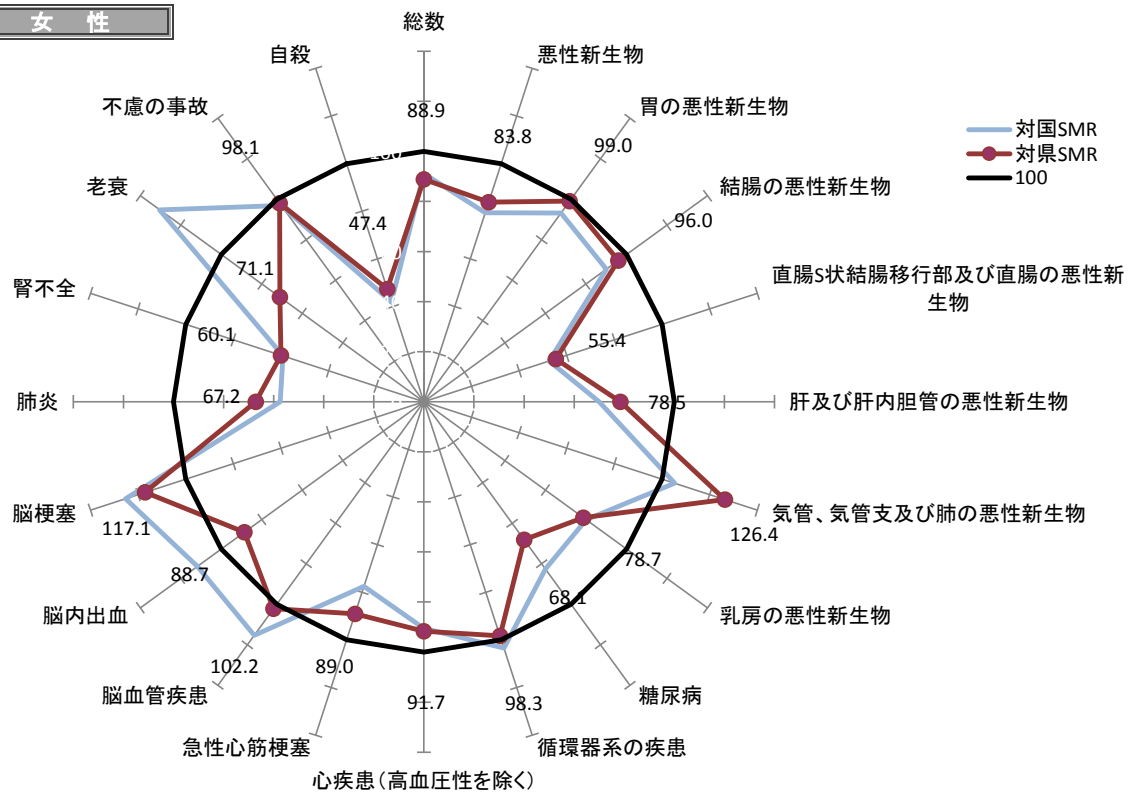 女 性
総数
自殺
悪性新生物
不慮の事故
胃の悪性新生物
88.9
対国SMR
対県SMR
100
83.8
99.0
98.1
老衰
結腸の悪性新生物
96.0
47.4
71.1
腎不全
直腸S状結腸移行部及び直腸の悪性新
生物
60.1
55.4
肺炎
67.2
78.5
肝及び肝内胆管の悪性新生物
脳梗塞
117.1
気管、気管支及び肺の悪性新生物
126.4
88.7
78.7
脳内出血
68.1
乳房の悪性新生物
102.2
89.0
91.7
98.3
脳血管疾患
糖尿病
急性心筋梗塞
循環器系の疾患
心疾患(高血圧性を除く)